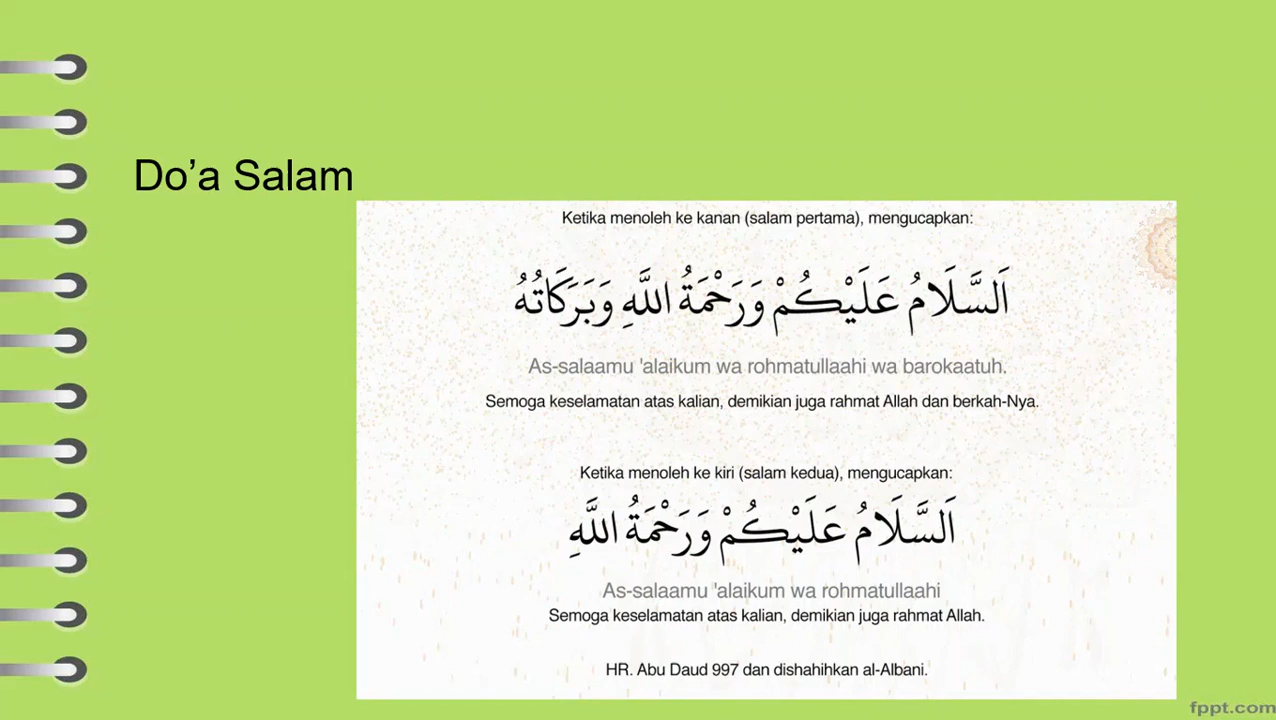 Do’a Salam
Ketika menoleh ke kanan (salam pertama), mengucapkan:
اَلسَّلَامُ عَلَيْكُمْ وَرَحْمَةُ اللَّهِ وَبَرَكَاتُهُ
As-salaamu 'alaikum wa rohmatullaahi wa barokaatuh.
Semoga keselamatan atas kalian, demikian juga rahmat Allah dan berkah-Nya.
Ketika menoleh ke kiri (salam kedua), mengucapkan:
اَلسَّلَامُ عَلَيْكُمْ وَرَحْمَةُ اللَّهِ
As-salaamu 'alaikum wa rohmatullaahi
Semoga keselamatan atas kalian, demikian juga rahmat Allah.
HR. Abu Daud 997 dan dishahihkan al-Albani.
fppt.com